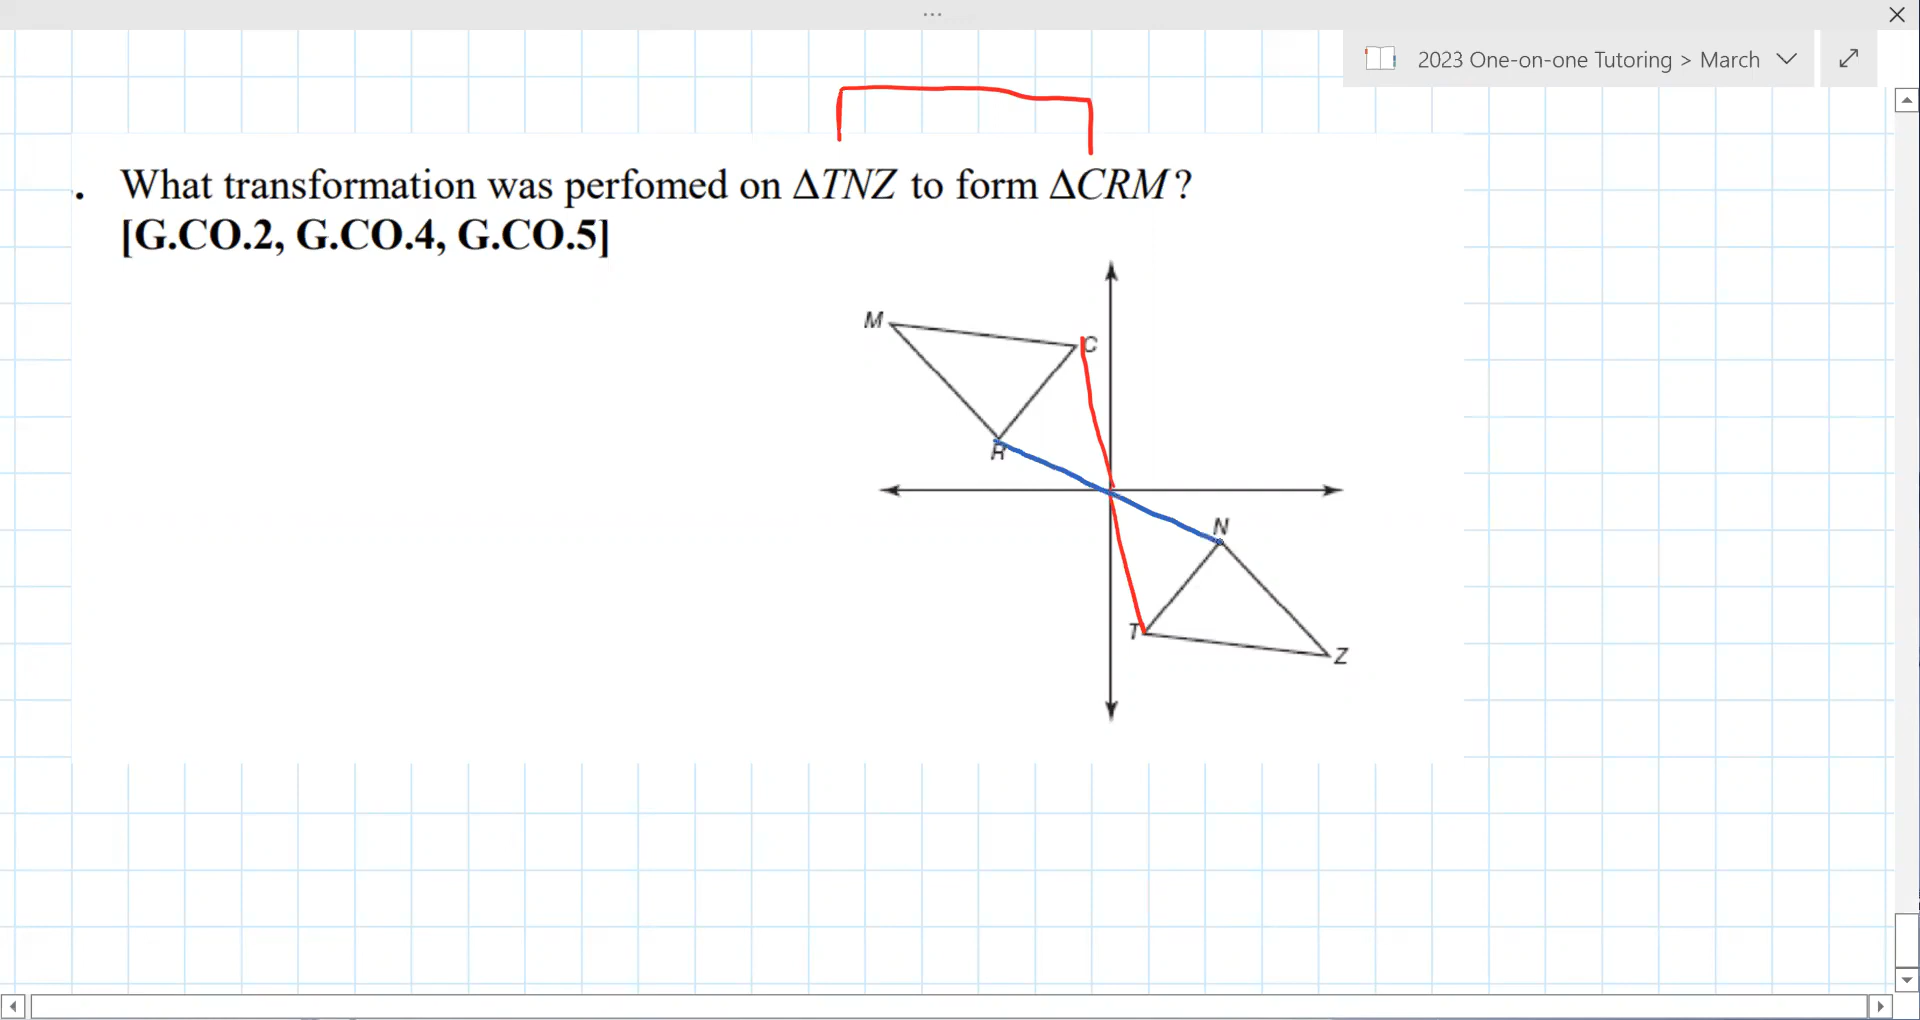 ...
2023 One-on-one Tutoring > March
. What transformation was perfomed on ΔTNZ to form ΔCRM?
[G.CO.2, G.CO.4, G.CO.5]
M
C
R
N
T
Z